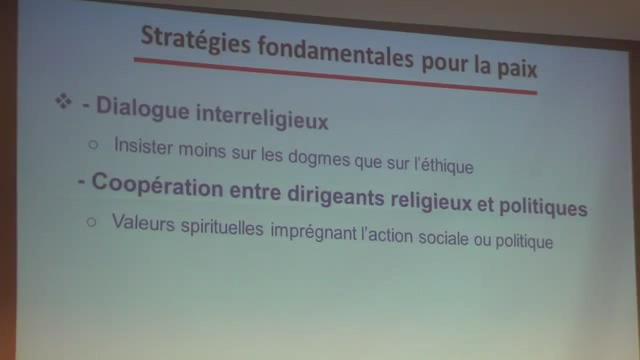 Stratégies fondamentales pour la paix
❖ - Dialogue interreligieux
○ Insister moins sur les dogmes que sur l'éthique
- Coopération entre dirigeants religieux et politiques
○ Valeurs spirituelles imprégnant l'action sociale ou politique